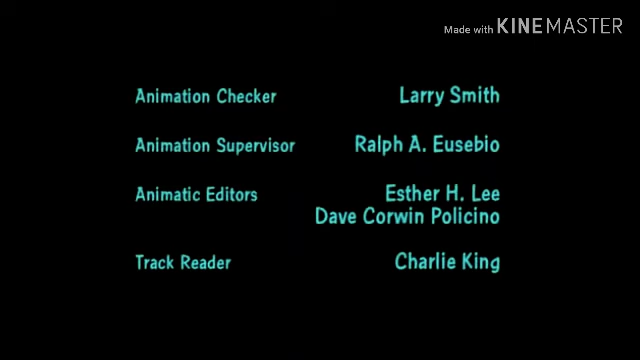 Made with KINEMASTER
Animation Checker Larry Smith
Animation Supervisor Ralph A. Eusebio
Animatic Editors Esther H. Lee
Dave Corwin Policino
Track Reader Charlie King